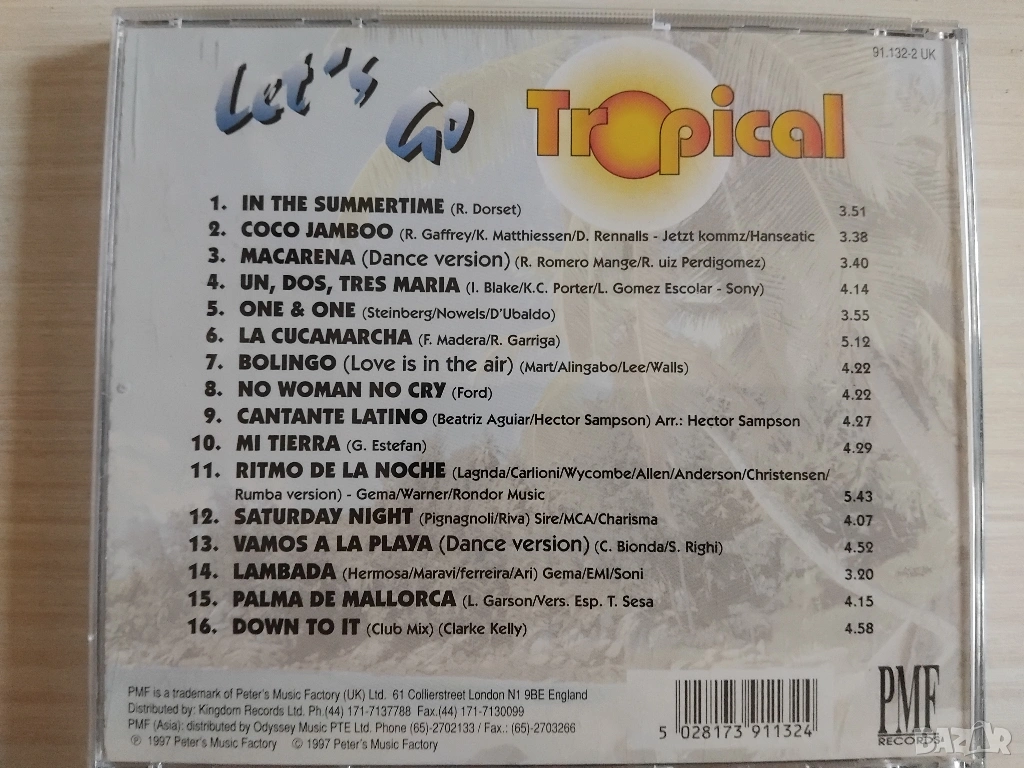 91.132-2 UK
Let's Go Tropical
1. IN THE SUMMERTIME (R. Dorset) 3.51
2. COCO JAMBOO (R. Gaffrey/K. Matthiessen/D. Rennalls - Jetzt kommz/Hanseatic 3.38
3. MACARENA (Dance version) (R. Romero Mange/R. uiz Perdigomez) 3.40
4. UN, DOS, TRES MARIA (I. Blake/K.C. Porter/L. Gomez Escolar - Sony) 4.14
5. ONE & ONE (Steinberg/Nowels/D'Ubaldo) 3.55
6. LA CUCAMARCHA (F. Madera/R. Garriga) 5.12
7. BOLINGO (Love is in the air) (Mart/Alingabo/Lee/Walls) 4.22
8. NO WOMAN NO CRY (Ford) 4.22
9. CANTANTE LATINO (Beatriz Aguiar/Hector Sampson) Arr.: Hector Sampson 4.27
10. MI TIERRA (G. Estefan) 4.29
11. RITMO DE LA NOCHE (Lagnda/Carlioni/Wycombe/Allen/Anderson/Christensen/
Rumba version) - Gema/Warner/Rondor Music 5.43
12. SATURDAY NIGHT (Pignagnoli/Riva) Sire/MCA/Charisma 4.07
13. VAMOS A LA PLAYA (Dance version) (C. Bionda/S. Righi) 4.52
14. LAMBADA (Hermosa/Maravi/ferreira/Ari) Gema/EMI/Soni 3.20
15. PALMA DE MALLORCA (L. Garson/Vers. Esp. T. Sesa 4.15
16. DOWN TO IT (Club Mix) (Clarke Kelly) 4.58
PMF is a trademark of Peter's Music Factory (UK) Ltd. 61 Collierstreet London N1 9BE England
Distributed by: Kingdom Records Ltd. Ph.(44) 171-7137788 Fax.(44) 171-7130099
PMF (Asia): distributed by Odyssey Music PTE Ltd. Phone (65)-2702133 / Fax.: (65)-2703266
℗ 1997 Peter's Music Factory © 1997 Peter's Music Factory
5 028173 911324
PMF
RECORDS
BAZAR